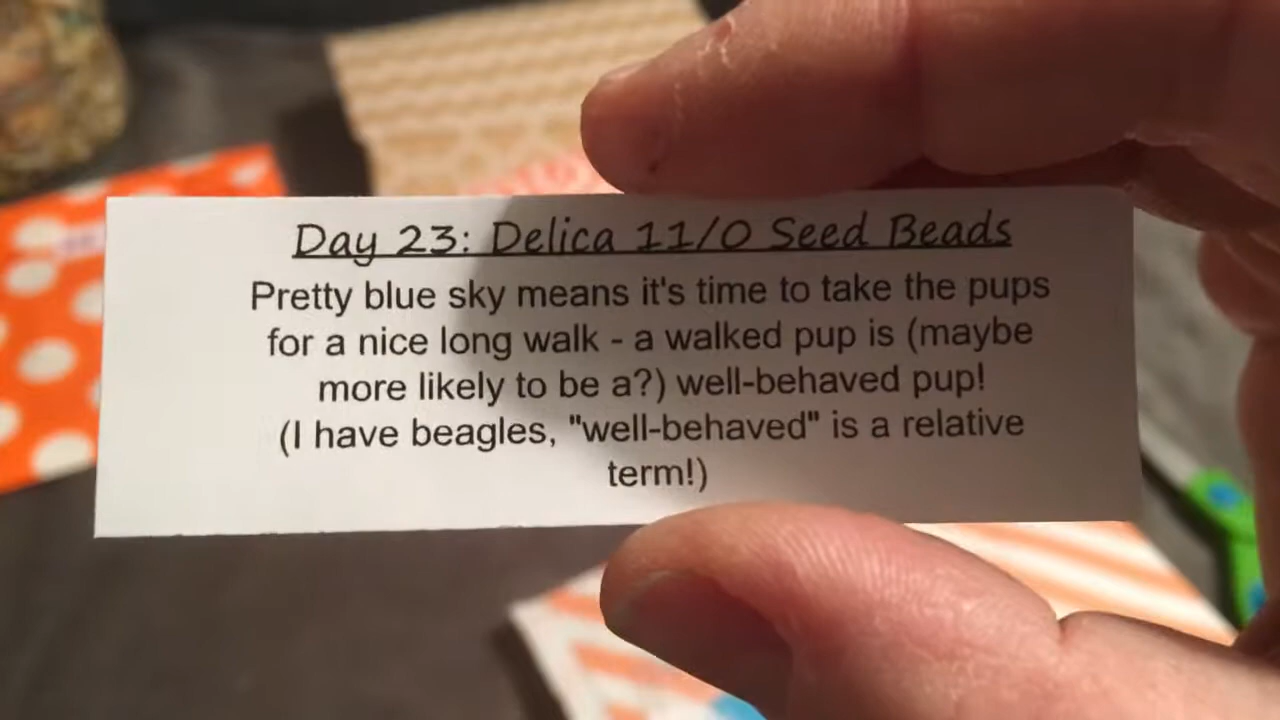 Day 23: Delica 11/0 Seed Beads
Pretty blue sky means it's time to take the pups
for a nice long walk - a walked pup is (maybe
more likely to be a?) well-behaved pup!
(I have beagles, "well-behaved" is a relative
term!)